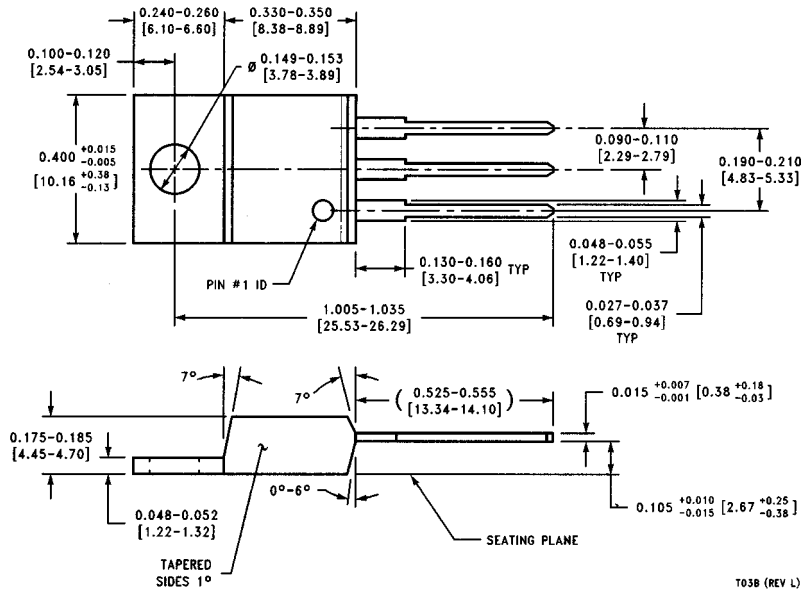 0.240-0.260
[6.10-6.60]
0.330-0.350
[8.38-8.89]
0.100-0.120
[2.54-3.05]
ø 0.149-0.153
[3.78-3.89]
0.400 +0.015 -0.005
[10.16 +0.38 -0.13]
0.090-0.110
[2.29-2.79]
0.190-0.210
[4.83-5.33]
PIN #1 ID
0.130-0.160 TYP
[3.30-4.06]
0.048-0.055
[1.22-1.40]
TYP
1.005-1.035
[25.53-26.29]
0.027-0.037
[0.69-0.94]
TYP
7°
7°
(0.525-0.555)
[13.34-14.10]
0.015 +0.007 -0.001 [0.38 +0.18 -0.03]
0.175-0.185
[4.45-4.70]
0°-6°
0.048-0.052
[1.22-1.32]
0.105 +0.010 -0.015 [2.67 +0.25 -0.38]
SEATING PLANE
TAPERED
SIDES 1°
T03B (REV L)